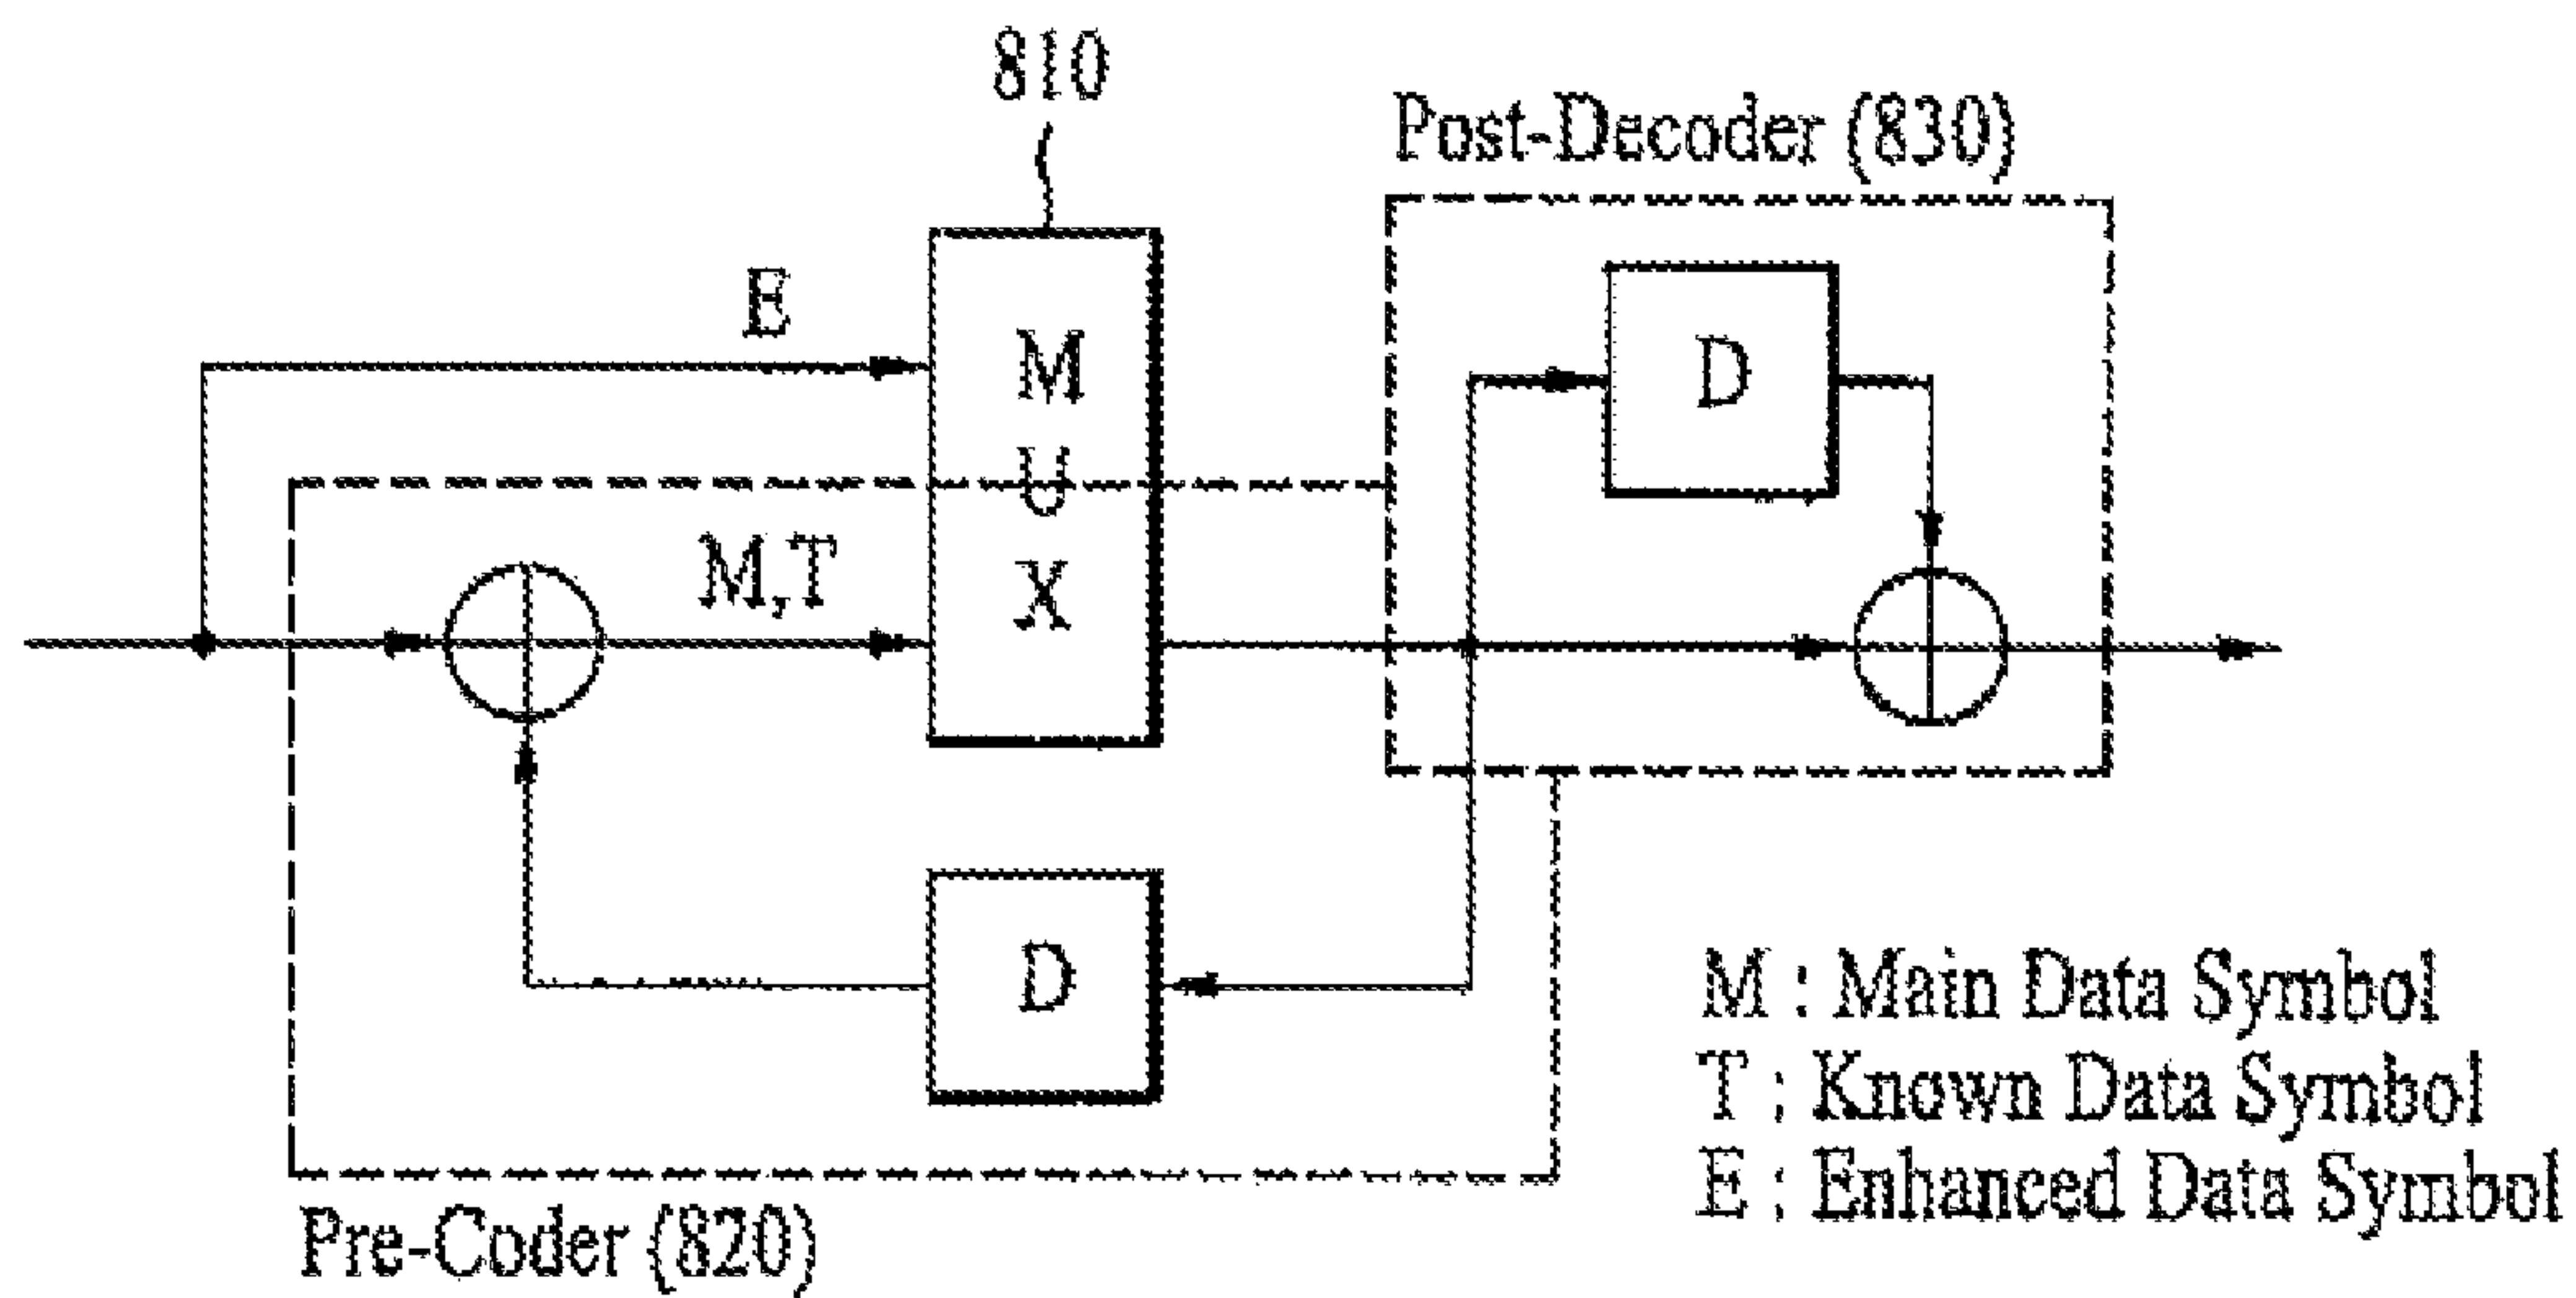 810
Post-Decoder (830)
E
M
U
X
D
M,T
D
M : Main Data Symbol
T : Known Data Symbol
E : Enhanced Data Symbol
Pre-Coder (820)